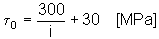 τ₀ = 300/i + 30 [MPa]